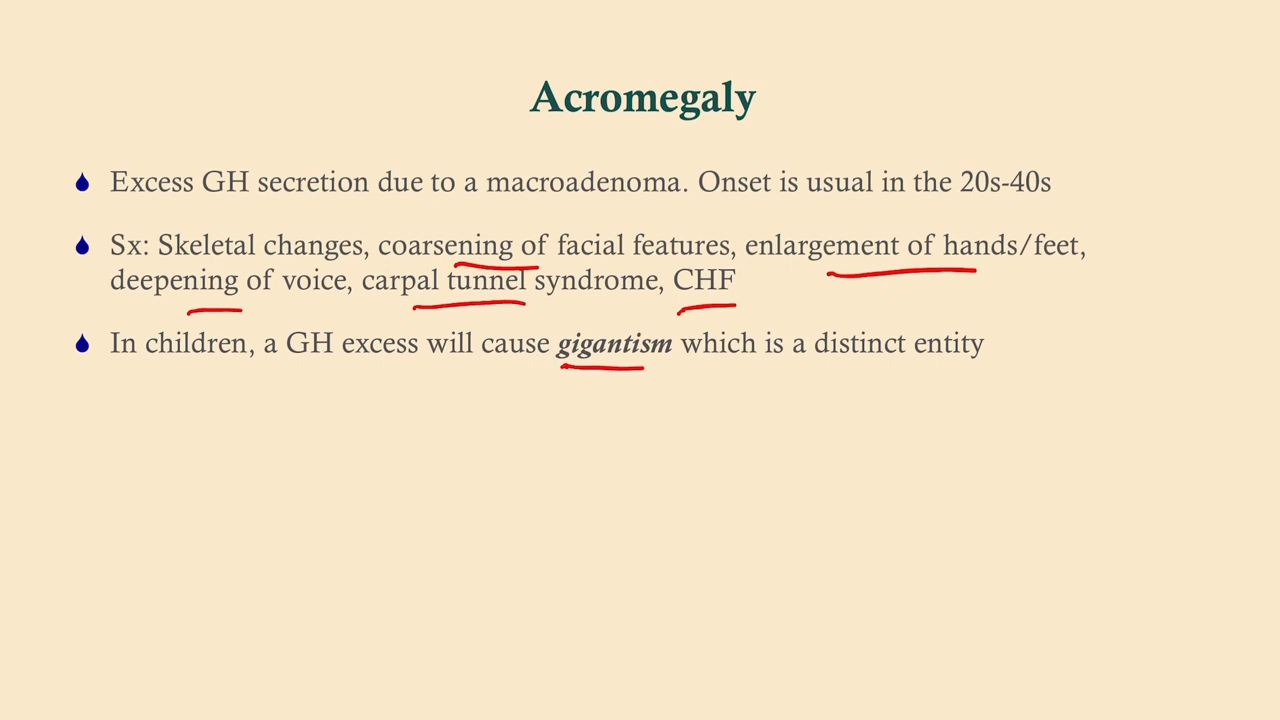 Acromegaly
Excess GH secretion due to a macroadenoma. Onset is usual in the 20s-40s
Sx: Skeletal changes, coarsening of facial features, enlargement of hands/feet,
deepening of voice, carpal tunnel syndrome, CHF
In children, a GH excess will cause gigantism which is a distinct entity